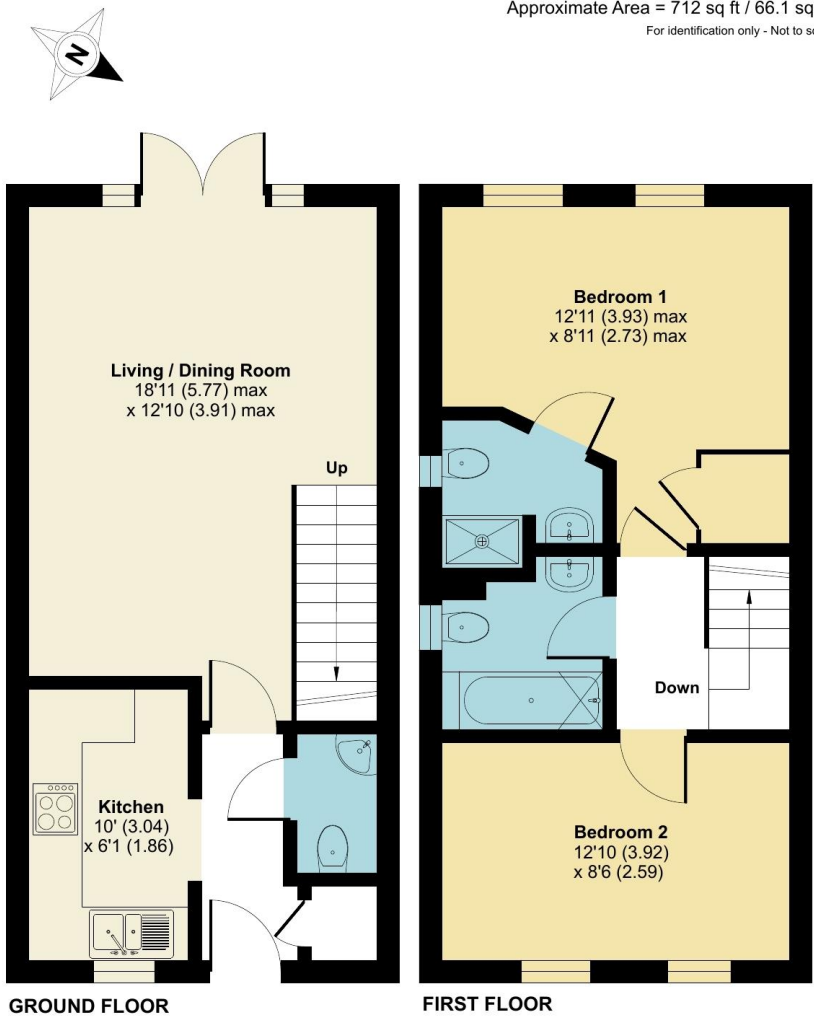 Approximate Area = 712 sq ft / 66.1 sq
For identification only - Not to
N
Living / Dining Room
18'11 (5.77) max
x 12'10 (3.91) max
Up
Kitchen
10' (3.04)
x 6'1 (1.86)
GROUND FLOOR
Bedroom 1
12'11 (3.93) max
x 8'11 (2.73) max
Down
Bedroom 2
12'10 (3.92)
x 8'6 (2.59)
FIRST FLOOR